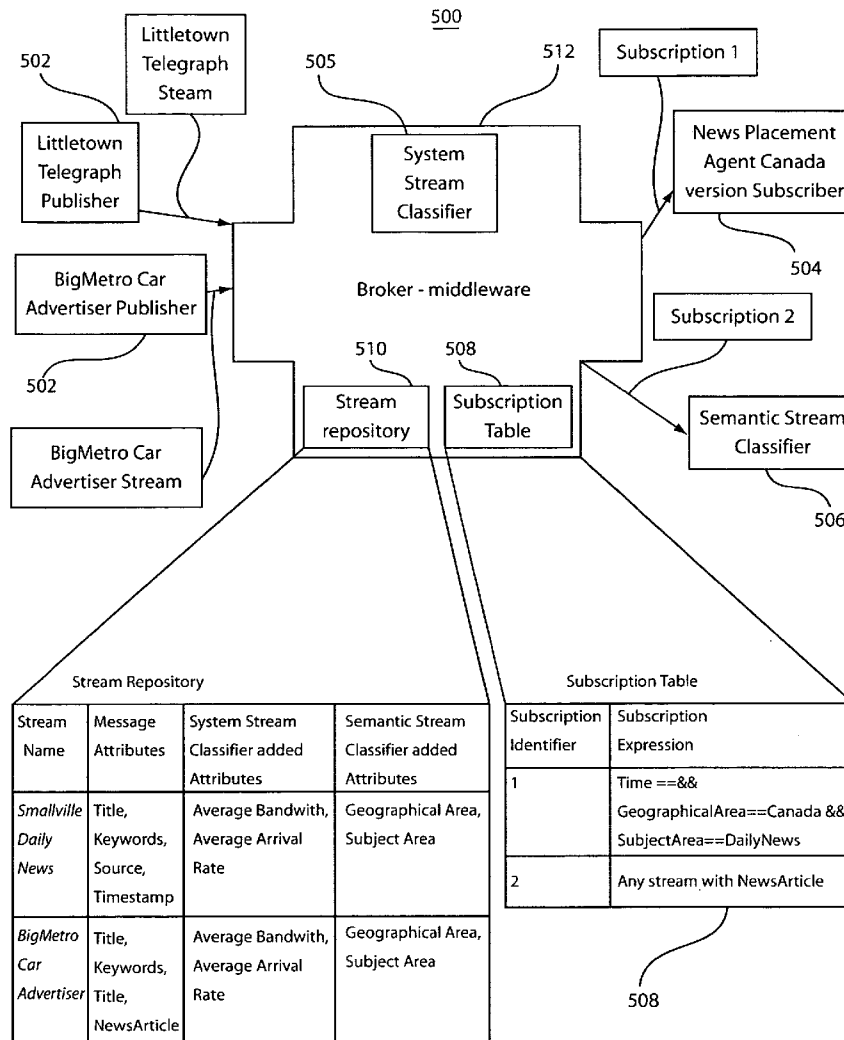 500
502
Littletown
Telegraph
Steam
505
512
Subscription 1
Littletown
Telegraph
Publisher
System
Stream
Classifier
News Placement
Agent Canada
version Subscriber
504
BigMetro Car
Advertiser Publisher
502
Broker - middleware
Subscription 2
510
508
Stream
repository
Subscription
Table
Semantic Stream
Classifier
506
BigMetro Car
Advertiser Stream
Stream Repository
Stream Name
Message Attributes
System Stream
Classifier added
Attributes
Semantic Stream
Classifier added
Attributes
Smallville
Daily
News
Title,
Keywords,
Source,
Timestamp
Average Bandwith,
Average Arrival
Rate
Geographical Area,
Subject Area
BigMetro
Car
Advertiser
Title,
Keywords,
Title,
NewsArticle
Average Bandwith,
Average Arrival
Rate
Geographical Area,
Subject Area
Subscription Table
Subscription
Identifier
Subscription
Expression
1
Time ==&&
GeographicalArea==Canada &&
SubjectArea==DailyNews
2
Any stream with NewsArticle
508